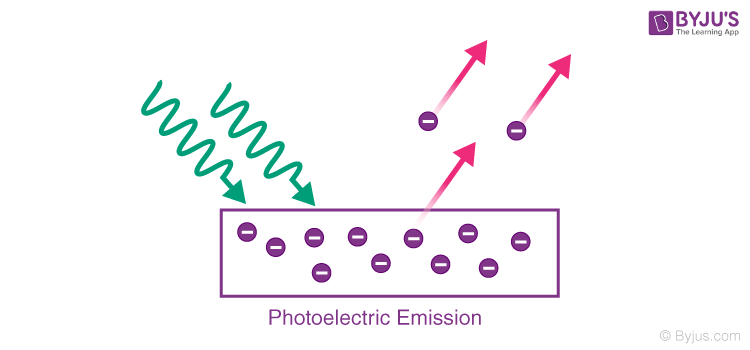 BYJU'S
The Learning App
Photoelectric Emission
© Byjus.com